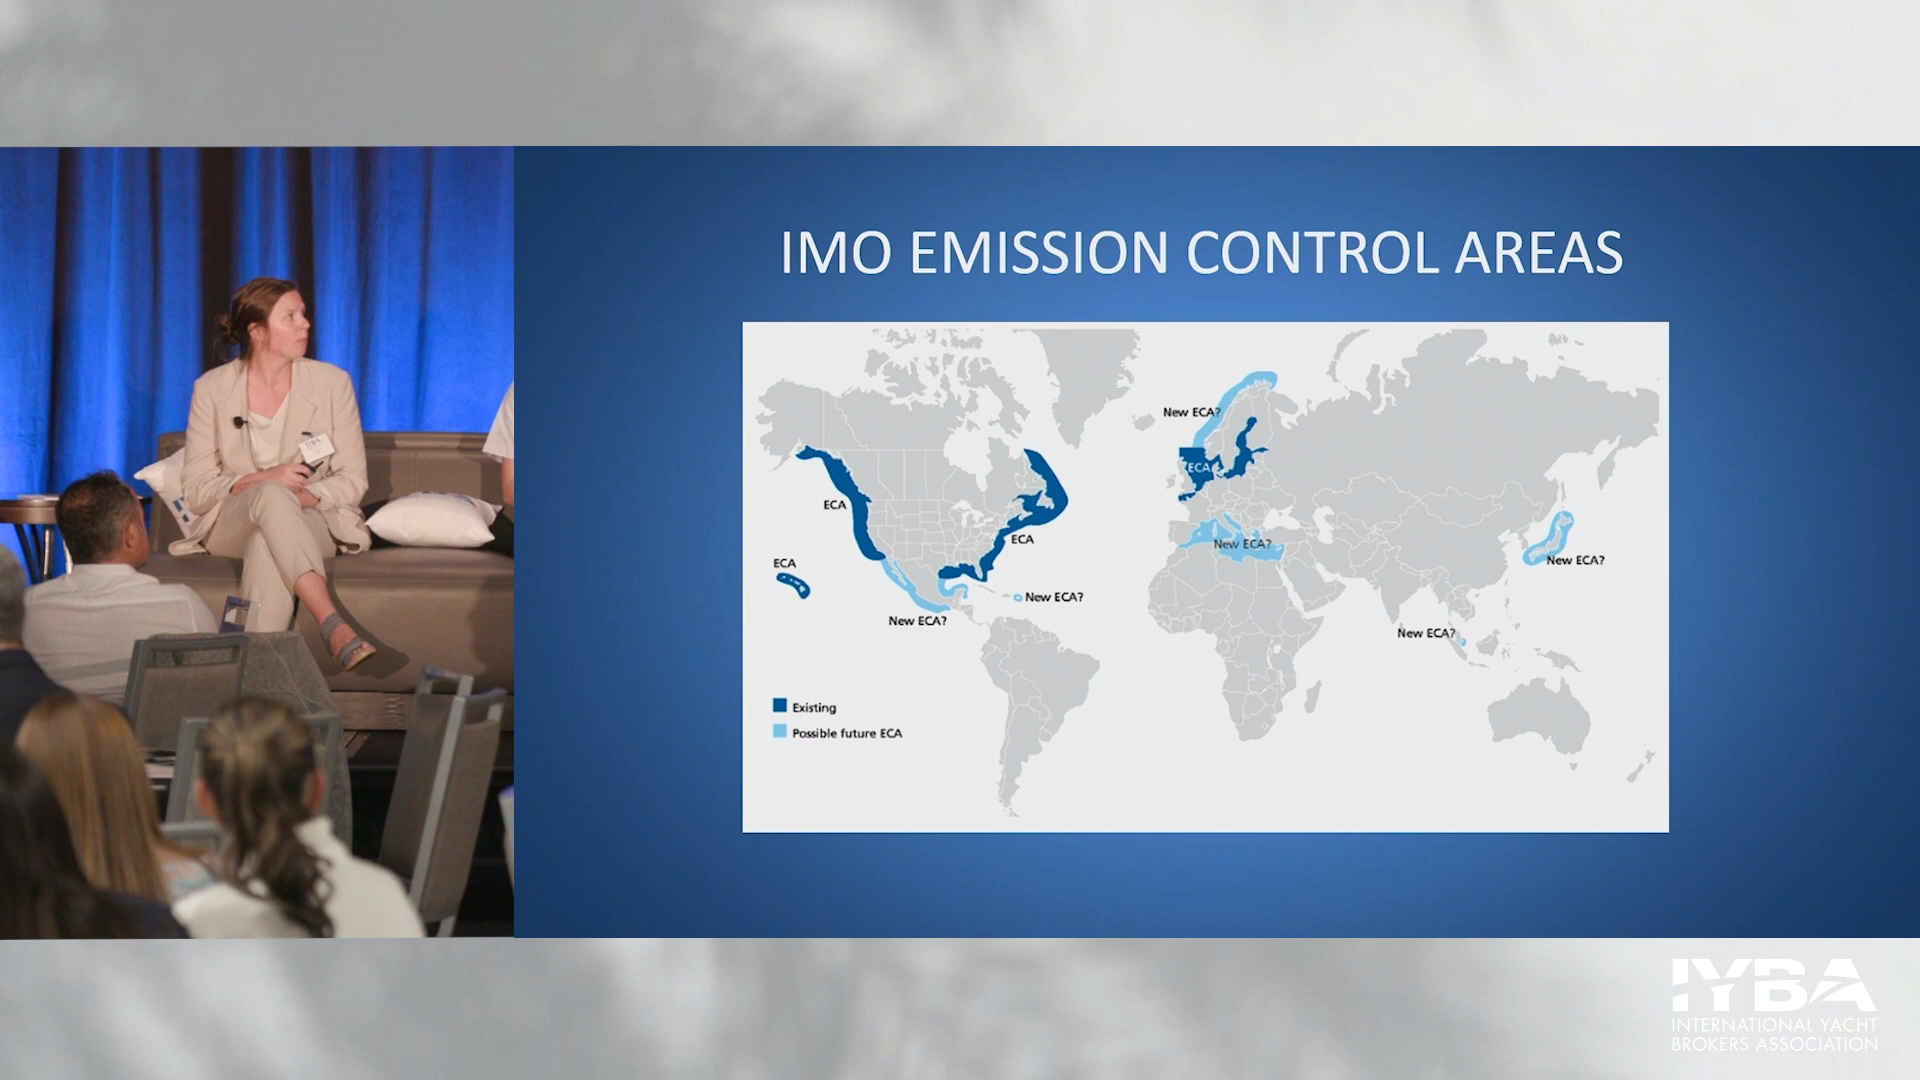 IMO EMISSION CONTROL AREAS
New ECA?
ECA
ECA
ECA
New ECA?
New ECA?
ECA
New ECA?
New ECA?
New ECA?
Existing
Possible future ECA
IYBA
INTERNATIONAL YACHT
BROKERS ASSOCIATION